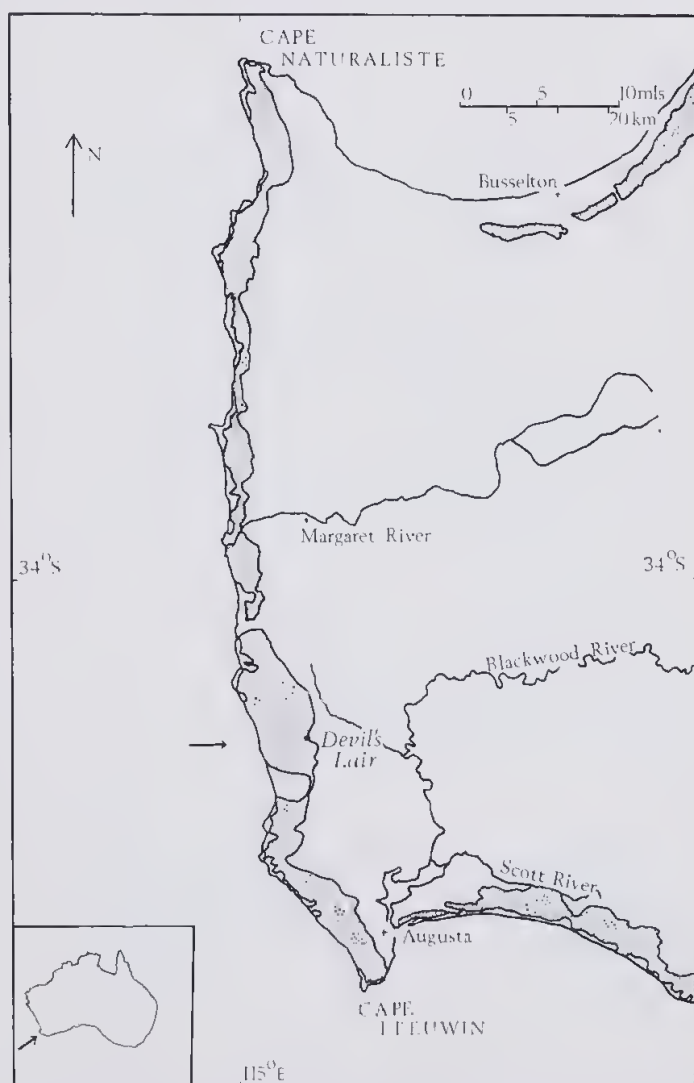 CAPE
NATURALISTE
0 5 10mls
5 20km
N
Busselton
Margaret River
34°S
34°S
Blackwood River
Devil's
Lair
Scott River
Augusta
CAPE
LEEUWIN
115°E